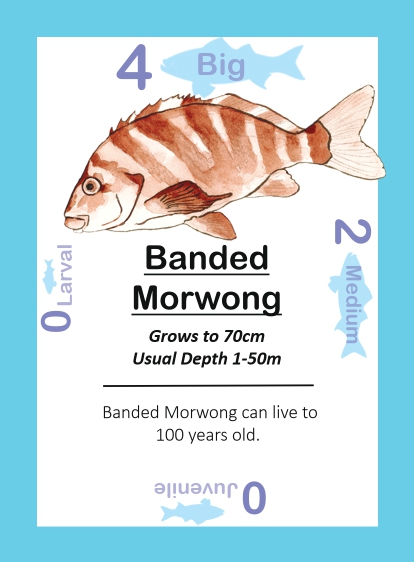 4 Big
Banded
Morwong
Grows to 70cm
Usual Depth 1-50m
Banded Morwong can live to
100 years old.
2 Medium
0 Juvenile
0 Larval